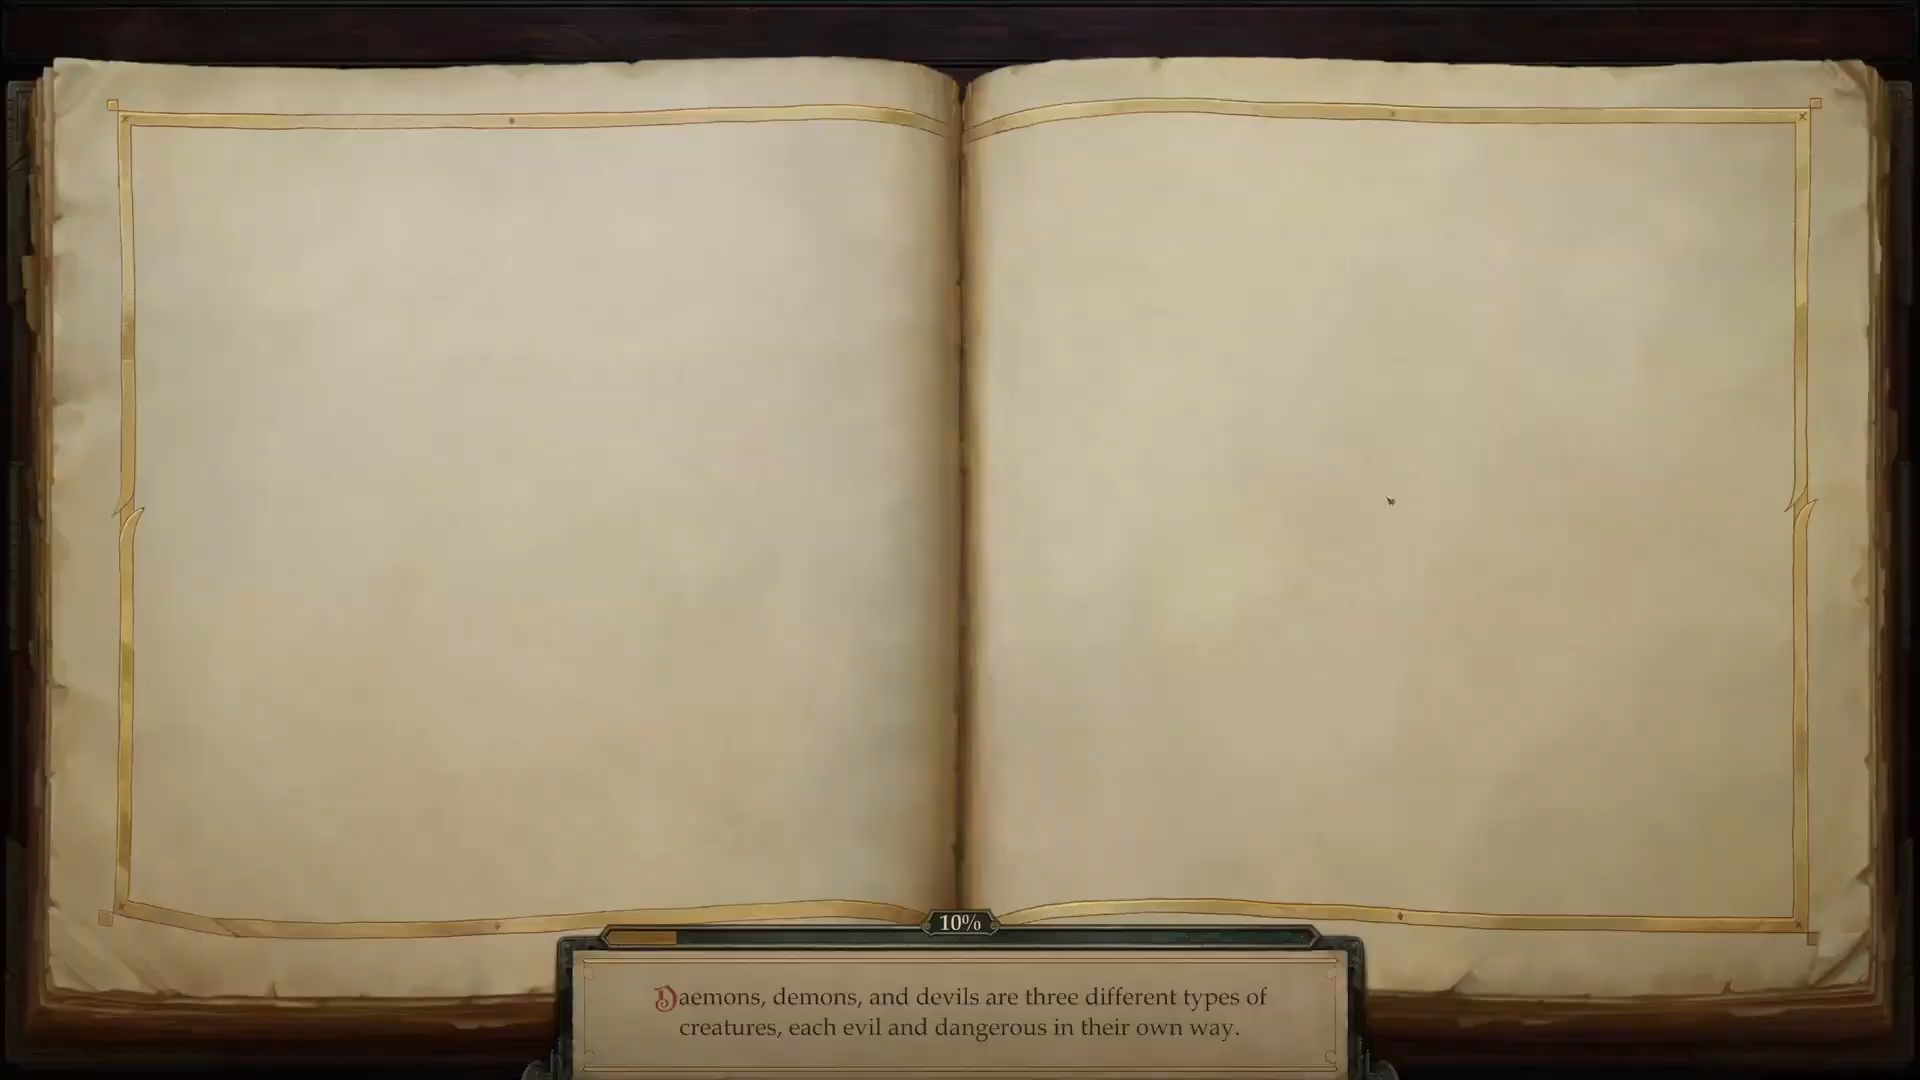 10%
Daemons, demons, and devils are three different types of
creatures, each evil and dangerous in their own way.